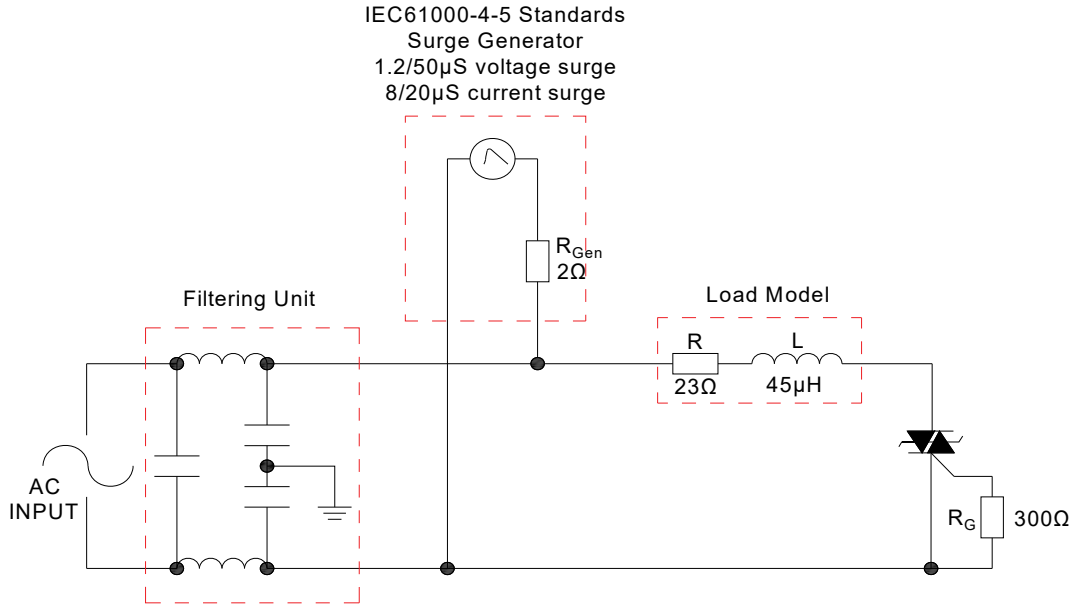 IEC61000-4-5 Standards
Surge Generator
1.2/50µS voltage surge
8/20µS current surge
RGen
2Ω
Filtering Unit
Load Model
R
L
23Ω
45µH
AC
INPUT
RG
300Ω